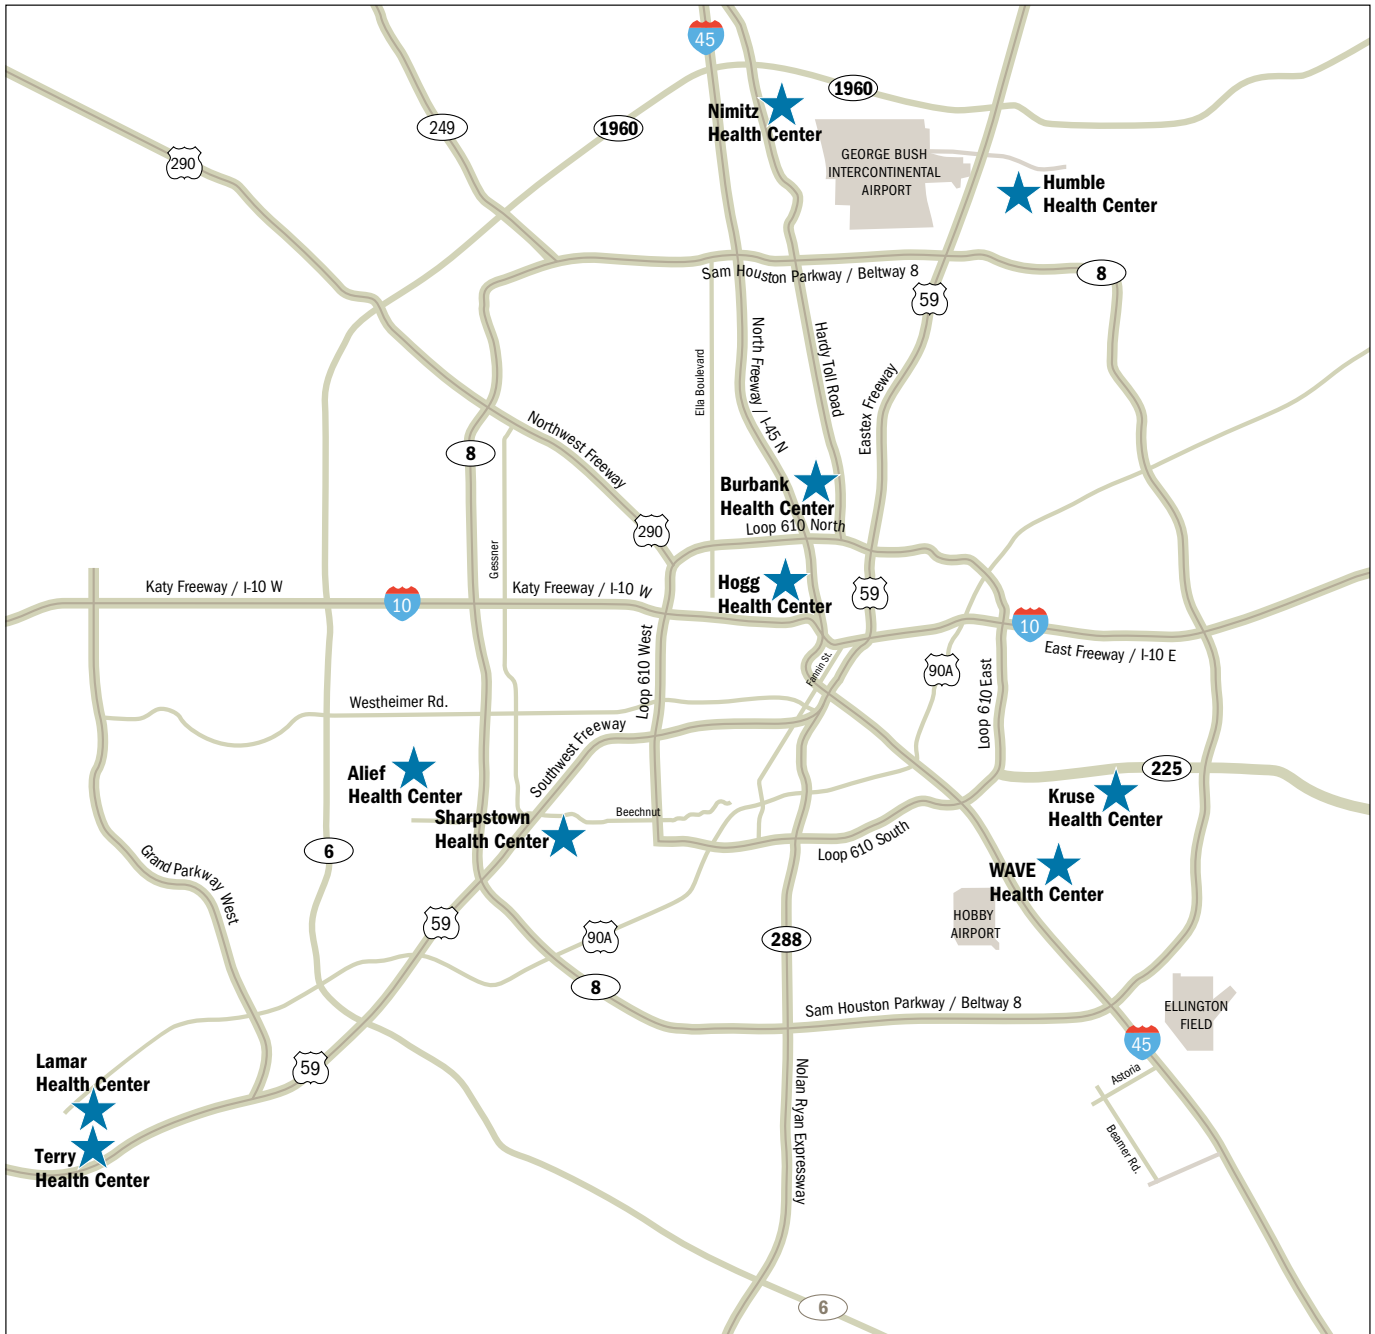 45
1960
Nimitz
Health Center
249
1960
290
GEORGE BUSH
INTERCONTINENTAL
AIRPORT
Humble
Health Center
Sam Houston Parkway / Beltway 8
8
59
North Freeway / I-45 N
Hardy Toll Road
Ella Boulevard
Eastex Freeway
Northwest Freeway
8
Burbank
Health Center
Loop 610 North
290
Gessner
Katy Freeway / I-10 W
10
Katy Freeway / I-10 W
Hogg
Health Center
59
10
East Freeway / I-10 E
Loop 610 West
Fannin St.
90A
Loop 610 East
Westheimer Rd.
Southwest Freeway
Alief
Health Center
225
Kruse
Health Center
Sharpstown
Health Center
Beechnut
Loop 610 South
6
Grand Parkway West
WAVE
Health Center
59
90A
288
HOBBY
AIRPORT
8
Sam Houston Parkway / Beltway 8
ELLINGTON
FIELD
45
59
Lamar
Health Center
Astoria
Beamer Rd.
Nolan Ryan Expressway
Terry
Health Center
6